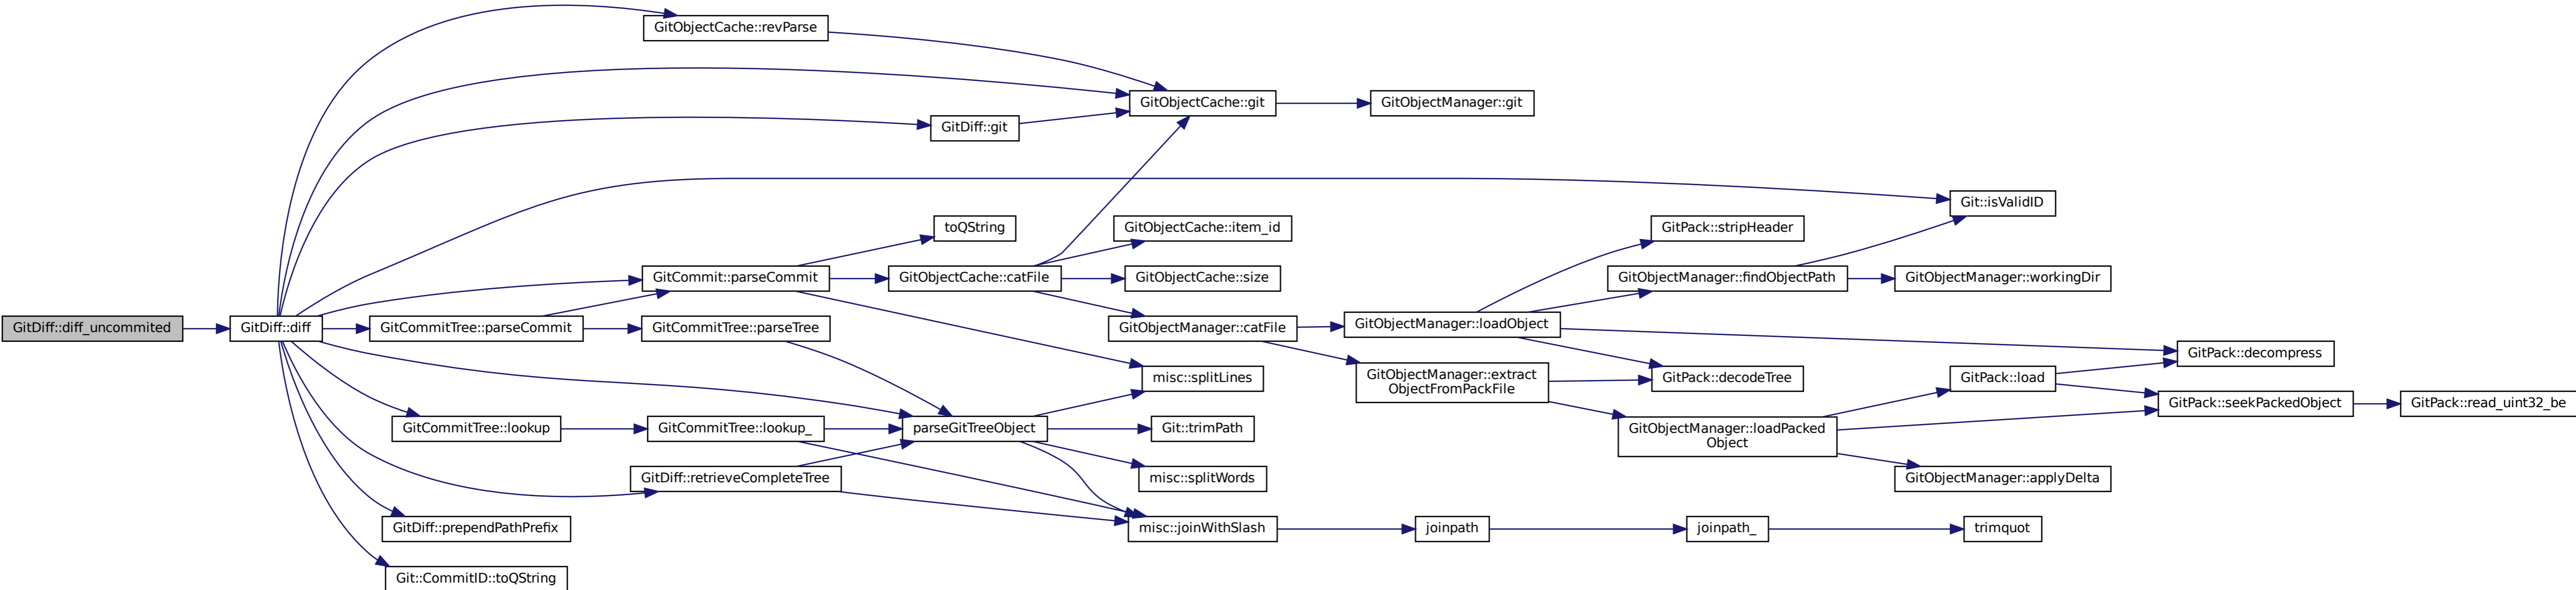 GitObjectCache::revParse
GitObjectCache::git
GitObjectManager::git
GitDiff::git
Git::isValidID
toQString
GitObjectCache::item_id
GitPack::stripHeader
GitCommit::parseCommit
GitObjectCache::catFile
GitObjectCache::size
GitObjectManager::findObjectPath
GitObjectManager::workingDir
GitDiff::diff_uncommited
GitDiff::diff
GitCommitTree::parseCommit
GitCommitTree::parseTree
GitObjectManager::catFile
GitObjectManager::loadObject
GitPack::decompress
misc::splitLines
GitObjectManager::extract
ObjectFromPackFile
GitPack::decodeTree
GitPack::load
GitPack::seekPackedObject
GitPack::read_uint32_be
GitCommitTree::lookup
GitCommitTree::lookup_
parseGitTreeObject
Git::trimPath
GitObjectManager::loadPacked
Object
GitDiff::retrieveCompleteTree
misc::splitWords
GitObjectManager::applyDelta
GitDiff::prependPathPrefix
misc::joinWithSlash
joinpath
joinpath_
trimquot
Git::CommitID::toQString